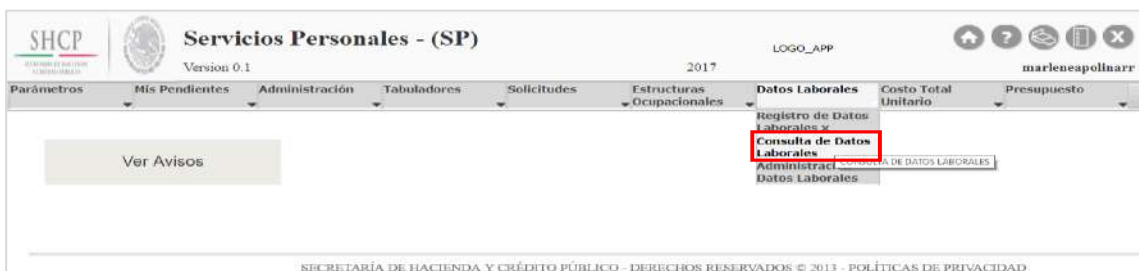 SHCP
Servicios Personales - (SP)
LOGO_APP
Version 0.1
2017
marleneapolinarr
Parámetros
Mis Pendientes
Administración
Tabuladores
Solicitudes
Estructuras
Ocupacionales
Datos Laborales
Costo Total
Unitario
Presupuesto
Registro de Datos
Laborales x
Consulta de Datos
Laborales
CONSULTA DE DATOS LABORALES
Datos Laborales
Ver Avisos
SECRETARÍA DE HACIENDA Y CRÉDITO PÚBLICO - DERECHOS RESERVADOS © 2013 - POLÍTICAS DE PRIVACIDAD